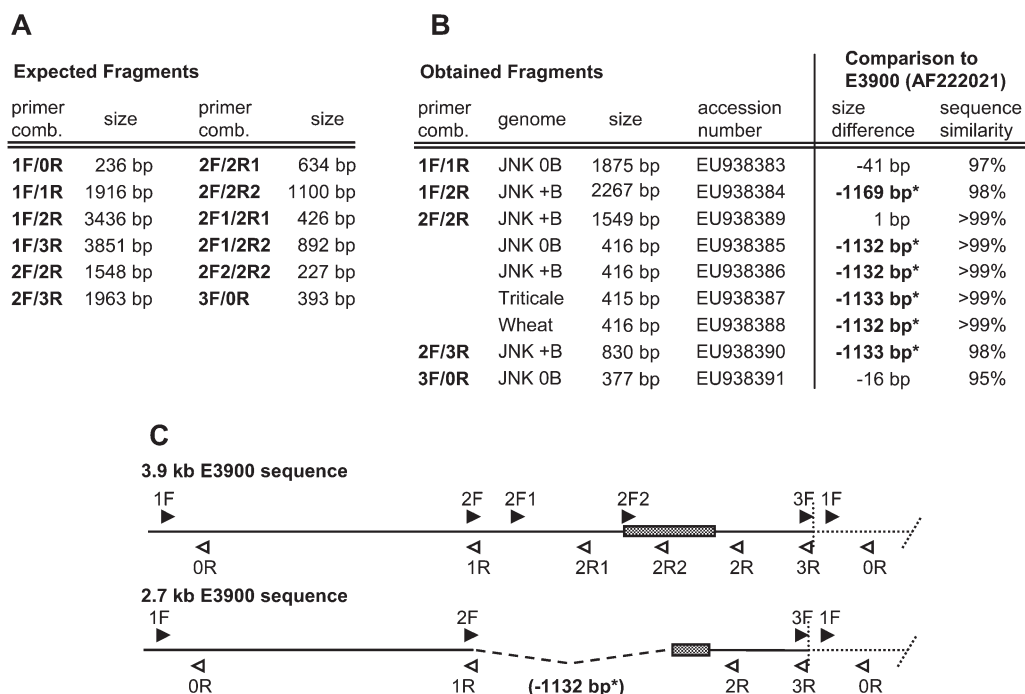 A
Expected Fragments
primer comb. size primer comb. size
1F/0R 236 bp 2F/2R1 634 bp
1F/1R 1916 bp 2F/2R2 1100 bp
1F/2R 3436 bp 2F1/2R1 426 bp
1F/3R 3851 bp 2F1/2R2 892 bp
2F/2R 1548 bp 2F2/2R2 227 bp
2F/3R 1963 bp 3F/0R 393 bp
B
Obtained Fragments
Comparison to
E3900 (AF222021)
primer comb. genome size accession number size difference sequence similarity
1F/1R JNK 0B 1875 bp EU938383 -41 bp 97%
1F/2R JNK +B 2267 bp EU938384 -1169 bp* 98%
2F/2R JNK +B 1549 bp EU938389 1 bp >99%
JNK 0B 416 bp EU938385 -1132 bp* >99%
JNK +B 416 bp EU938386 -1132 bp* >99%
Triticale 415 bp EU938387 -1133 bp* >99%
Wheat 416 bp EU938388 -1132 bp* >99%
2F/3R JNK +B 830 bp EU938390 -1133 bp* 98%
3F/0R JNK 0B 377 bp EU938391 -16 bp 95%
C
3.9 kb E3900 sequence
1F 2F 2F1 2F2 3F 1F
0R 1R 2R1 2R2 2R 3R 0R
2.7 kb E3900 sequence
1F 2F 3F 1F
0R 1R (-1132 bp*) 2R 3R 0R